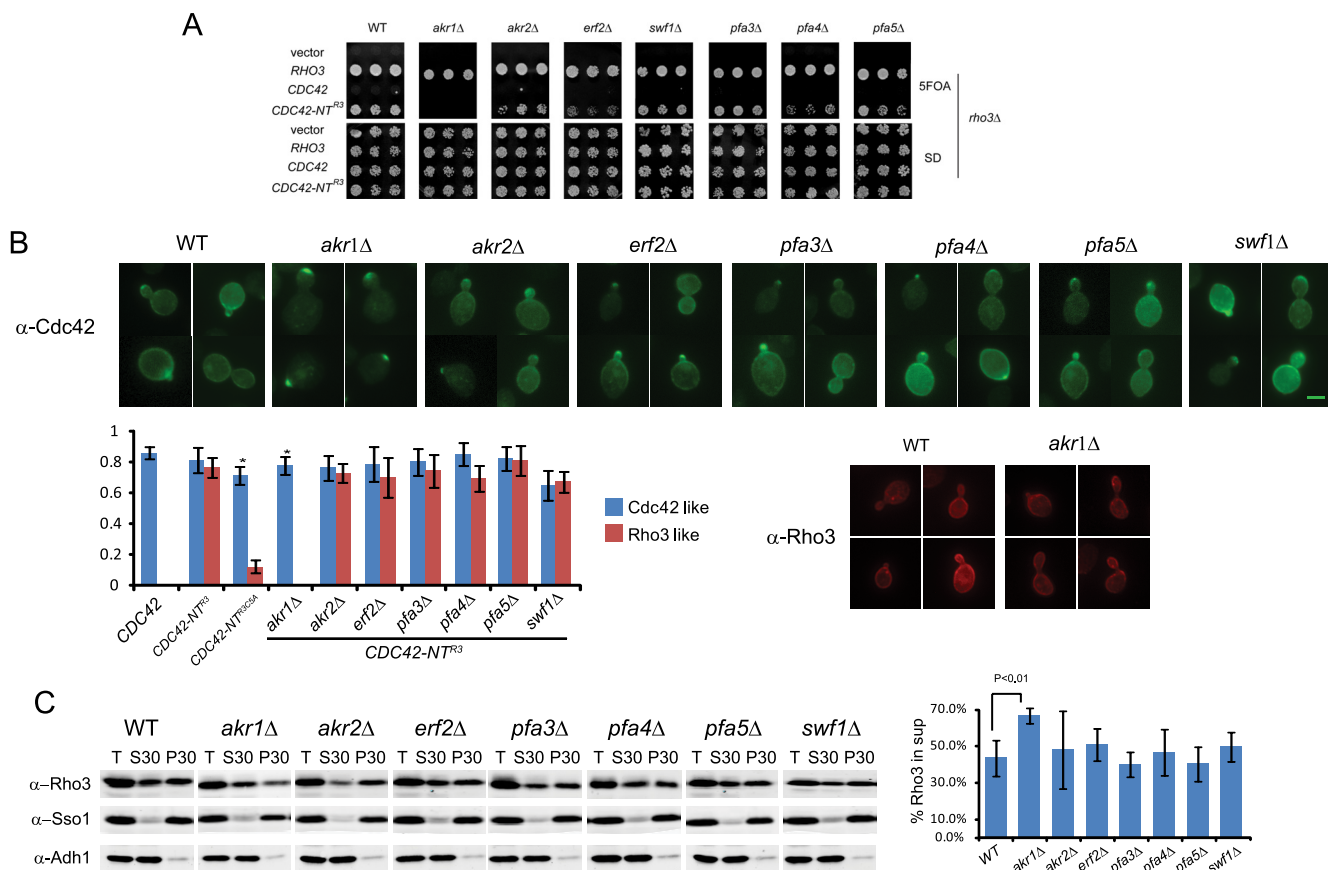 A
WT akr1Δ akr2Δ erf2Δ swf1Δ pfa3Δ pfa4Δ pfa5Δ
vector
RHO3
CDC42
CDC42-NT^R3
5FOA
vector
RHO3
CDC42
CDC42-NT^R3
SD
rho3Δ
B
WT akr1Δ akr2Δ erf2Δ pfa3Δ pfa4Δ pfa5Δ swf1Δ
α-Cdc42
1
0.8
0.6
0.4
0.2
0
* *
Cdc42 like
Rho3 like
CDC42 CDC42-NT^R3 CDC42-NT^R3C5A akr1Δ akr2Δ erf2Δ pfa3Δ pfa4Δ pfa5Δ swf1Δ
CDC42-NT^R3
WT akr1Δ
α-Rho3
C
WT akr1Δ akr2Δ erf2Δ pfa3Δ pfa4Δ pfa5Δ swf1Δ
T S30 P30 T S30 P30 T S30 P30 T S30 P30 T S30 P30 T S30 P30 T S30 P30 T S30 P30
α–Rho3
α–Sso1
α-Adh1
P<0.01
% Rho3 in sup
70.0%
50.0%
30.0%
10.0%
0.0%
WT akr1Δ akr2Δ erf2Δ pfa3Δ pfa4Δ pfa5Δ swf1Δ